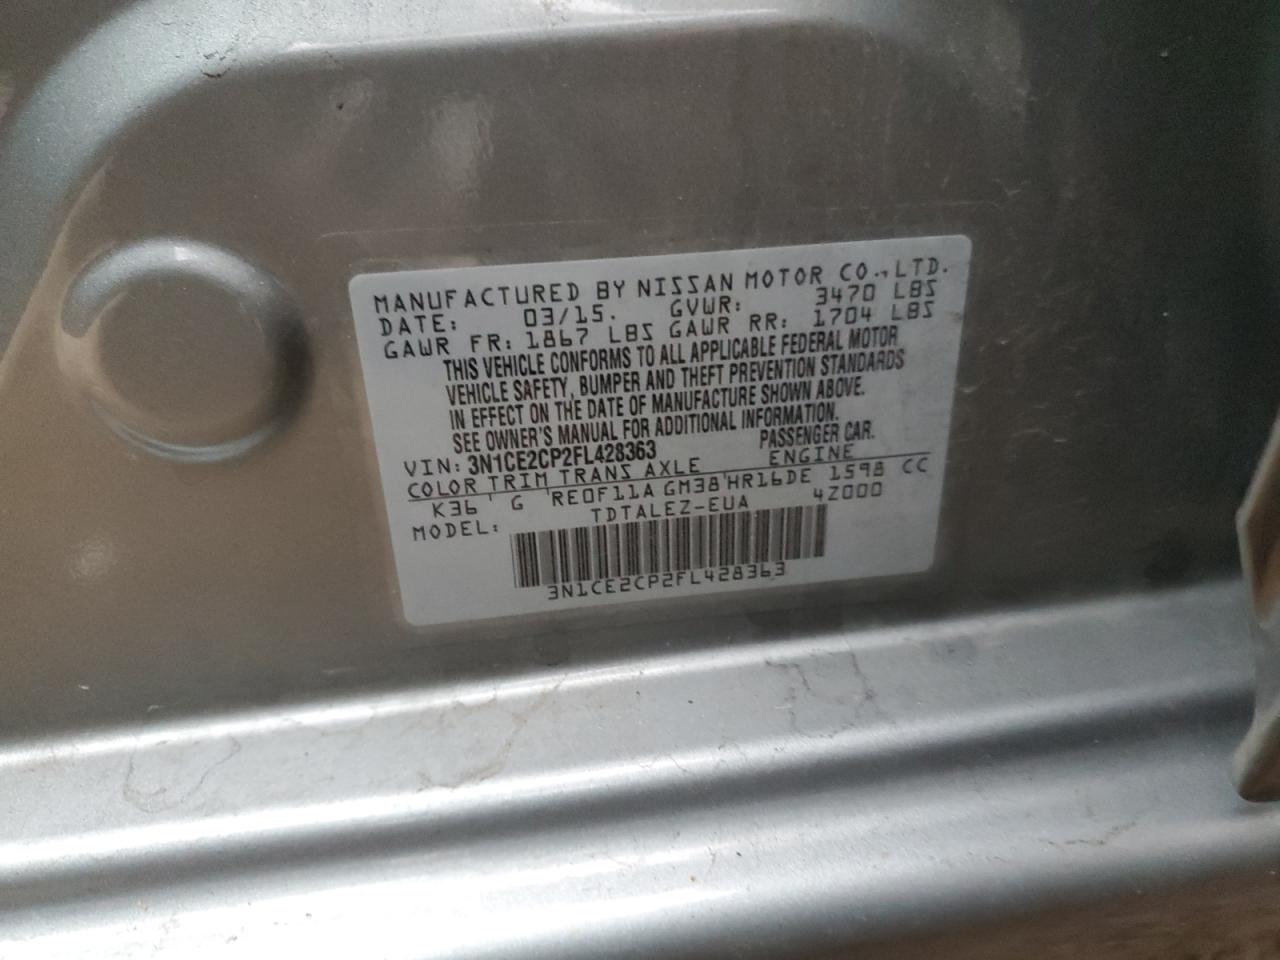 MANUFACTURED BY NISSAN MOTOR CO., LTD.
DATE: 03/15. GVWR: 3470 LBS
GAWR FR: 1867 LBS GAWR RR: 1704 LBS
THIS VEHICLE CONFORMS TO ALL APPLICABLE FEDERAL MOTOR
VEHICLE SAFETY, BUMPER AND THEFT PREVENTION STANDARDS
IN EFFECT ON THE DATE OF MANUFACTURE SHOWN ABOVE.
SEE OWNER'S MANUAL FOR ADDITIONAL INFORMATION.
VIN: 3N1CE2CP2FL428363 PASSENGER CAR.
COLOR TRIM TRANS AXLE ENGINE
K36 ' G 'RE0F11A GM38'HR16DE 1598 CC
MODEL: TDTALEZ-EUA 4Z000
3N1CE2CP2FL428363